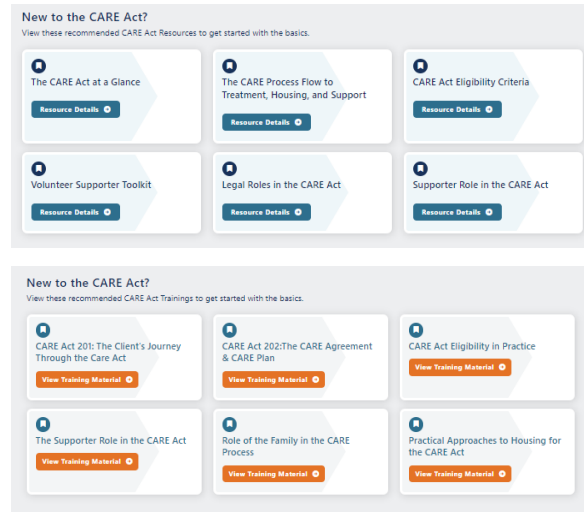 New to the CARE Act?
View these recommended CARE Act Resources to get started with the basics.
The CARE Act at a Glance
Resource Details
The CARE Process Flow to
Treatment, Housing, and Support
Resource Details
CARE Act Eligibility Criteria
Resource Details
Volunteer Supporter Toolkit
Resource Details
Legal Roles in the CARE Act
Resource Details
Supporter Role in the CARE Act
Resource Details
New to the CARE Act?
View these recommended CARE Act Trainings to get started with the basics.
CARE Act 201: The Client's Journey
Through the Care Act
View Training Material
CARE Act 202:The CARE Agreement
& CARE Plan
View Training Material
CARE Act Eligibility in Practice
View Training Material
The Supporter Role in the CARE Act
View Training Material
Role of the Family in the CARE
Process
View Training Material
Practical Approaches to Housing for
the CARE Act
View Training Material